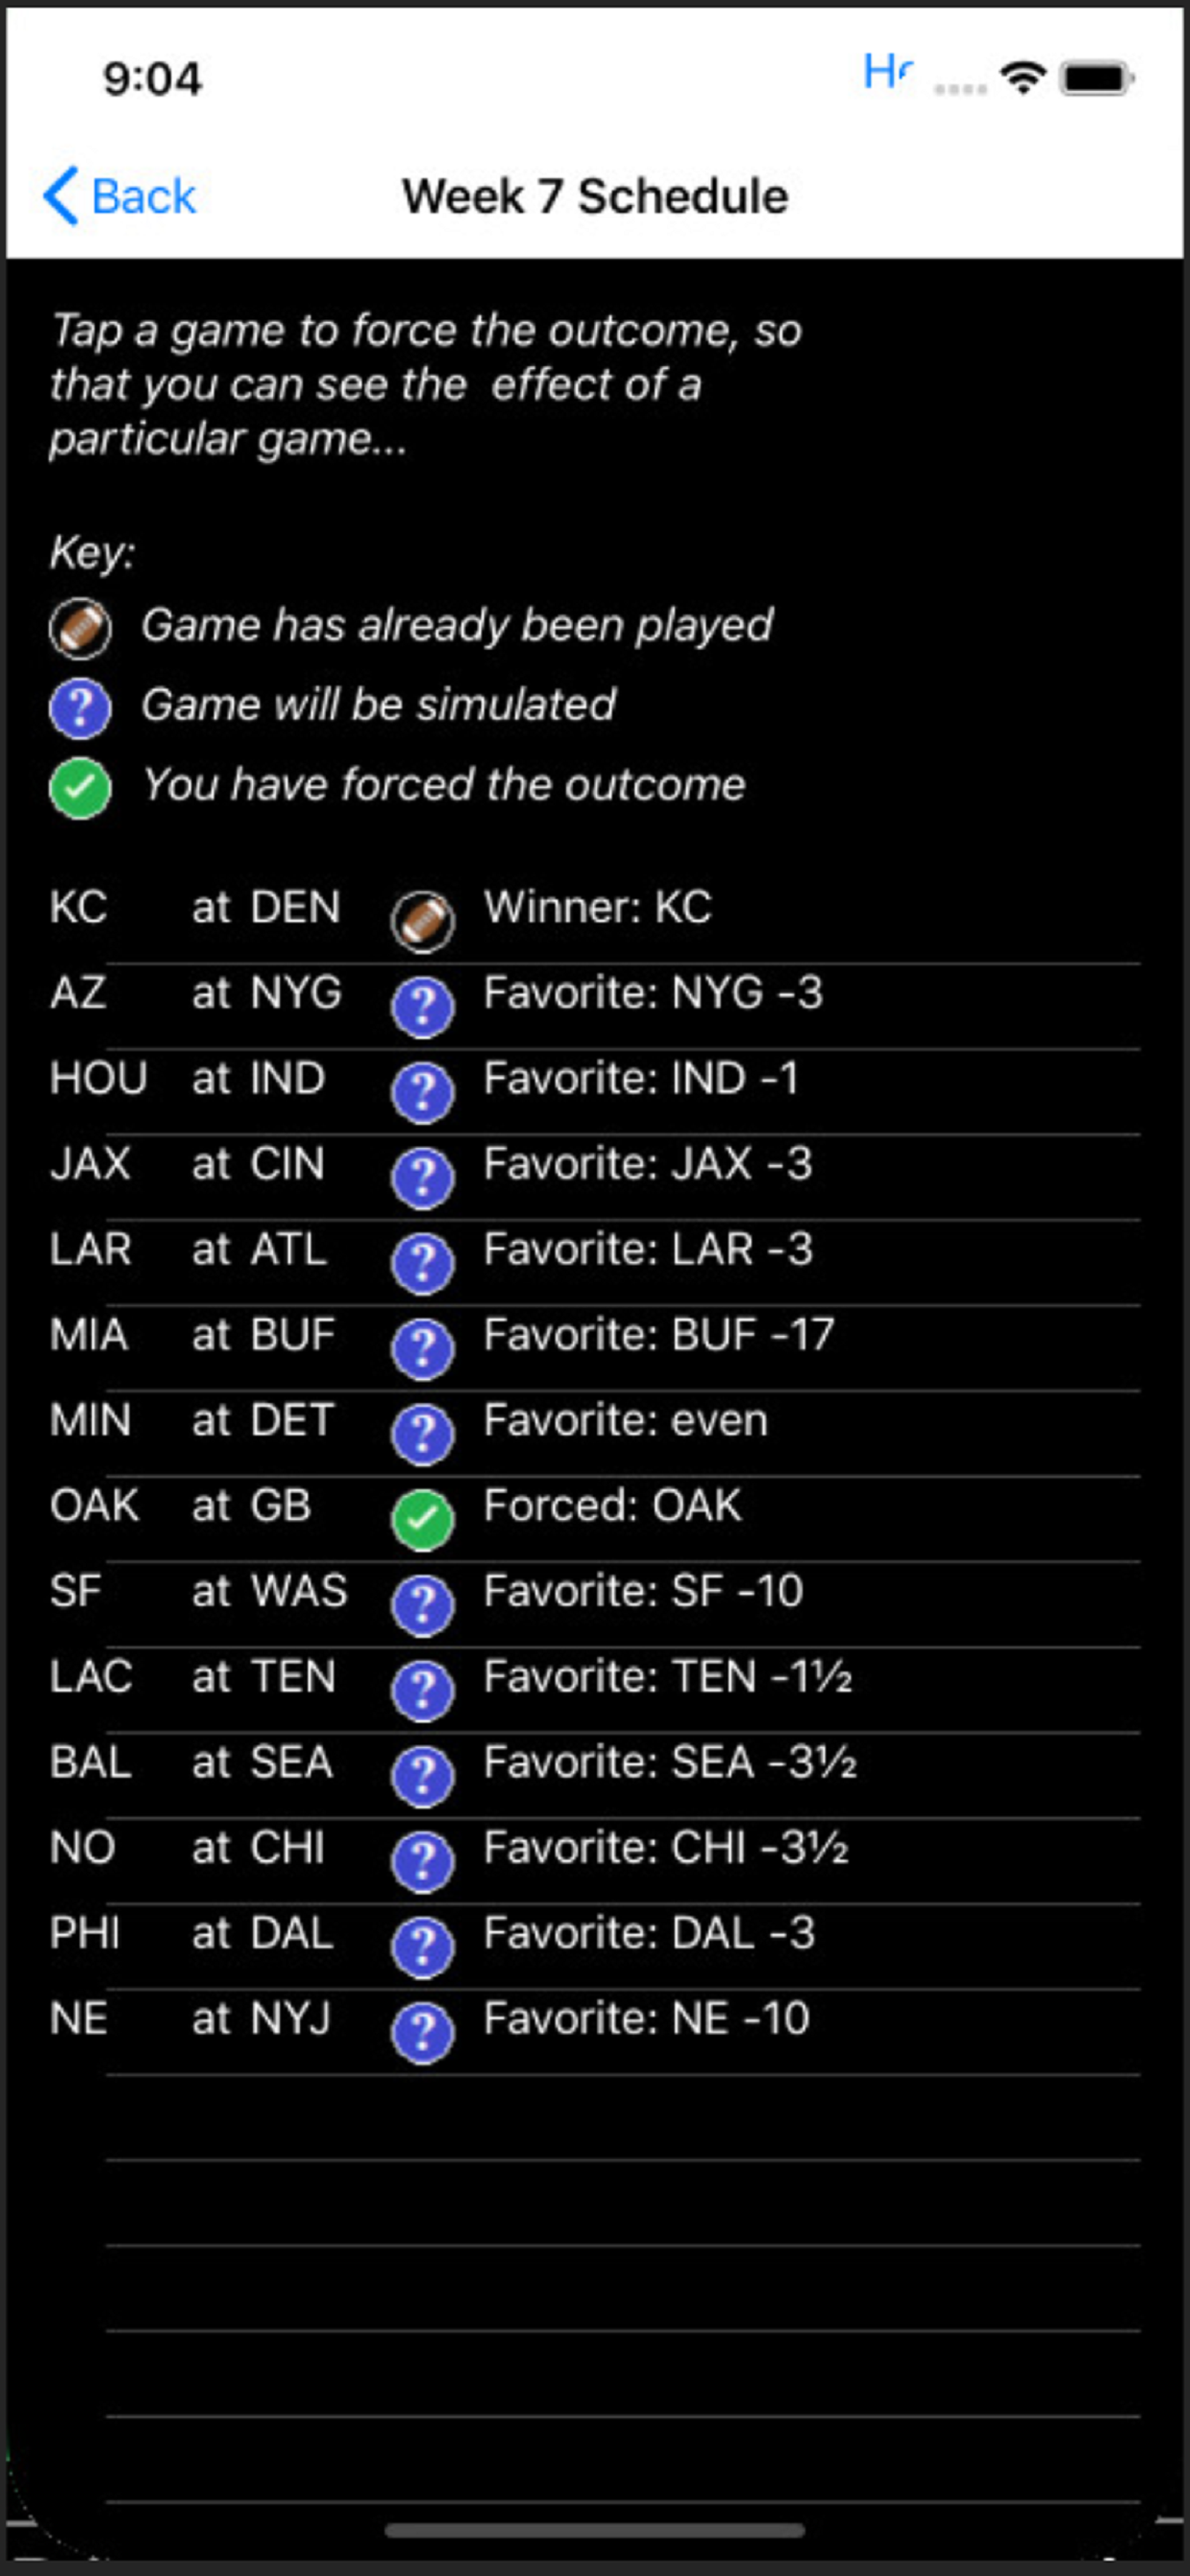 9:04
Back Week 7 Schedule
Tap a game to force the outcome, so
that you can see the  effect of a
particular game...
Key:
Game has already been played
? Game will be simulated
You have forced the outcome
KC at DEN Winner: KC
AZ at NYG ? Favorite: NYG -3
HOU at IND ? Favorite: IND -1
JAX at CIN ? Favorite: JAX -3
LAR at ATL ? Favorite: LAR -3
MIA at BUF ? Favorite: BUF -17
MIN at DET ? Favorite: even
OAK at GB Forced: OAK
SF at WAS ? Favorite: SF -10
LAC at TEN ? Favorite: TEN -1½
BAL at SEA ? Favorite: SEA -3½
NO at CHI ? Favorite: CHI -3½
PHI at DAL ? Favorite: DAL -3
NE at NYJ ? Favorite: NE -10